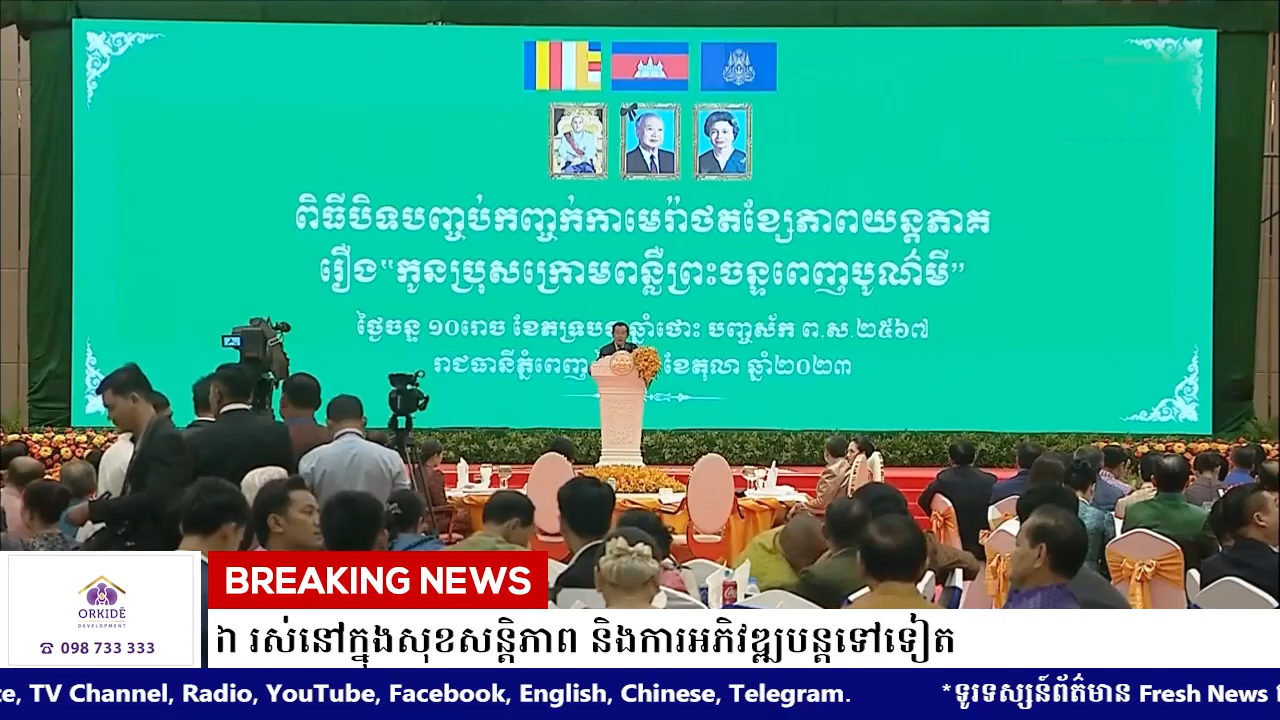 ពិធីបិទបញ្ចប់កញ្ចក់កាមេរ៉ាថតខ្សែភាពយន្តភាគ
រឿង“កូនប្រុសក្រោមពន្លឺព្រះចន្ទពេញបូណ៌មី”
ថ្ងៃចន្ទ ១០រោច ខែភទ្របទ ឆ្នាំថោះ បញ្ចស័ក ព.ស.២៥៦៧
រាជធានីភ្នំពេញ ខែតុលា ឆ្នាំ២០២៣
BREAKING NEWS
ORKIDĒ
DEVELOPMENT
☎ 098 733 333
រស់នៅក្នុងសុខសន្តិភាព និងការអភិវឌ្ឍបន្តទៅទៀត
TV Channel, Radio, YouTube, Facebook, English, Chinese, Telegram. *ទូរទស្សន៍ព័ត៌មាន Fresh News